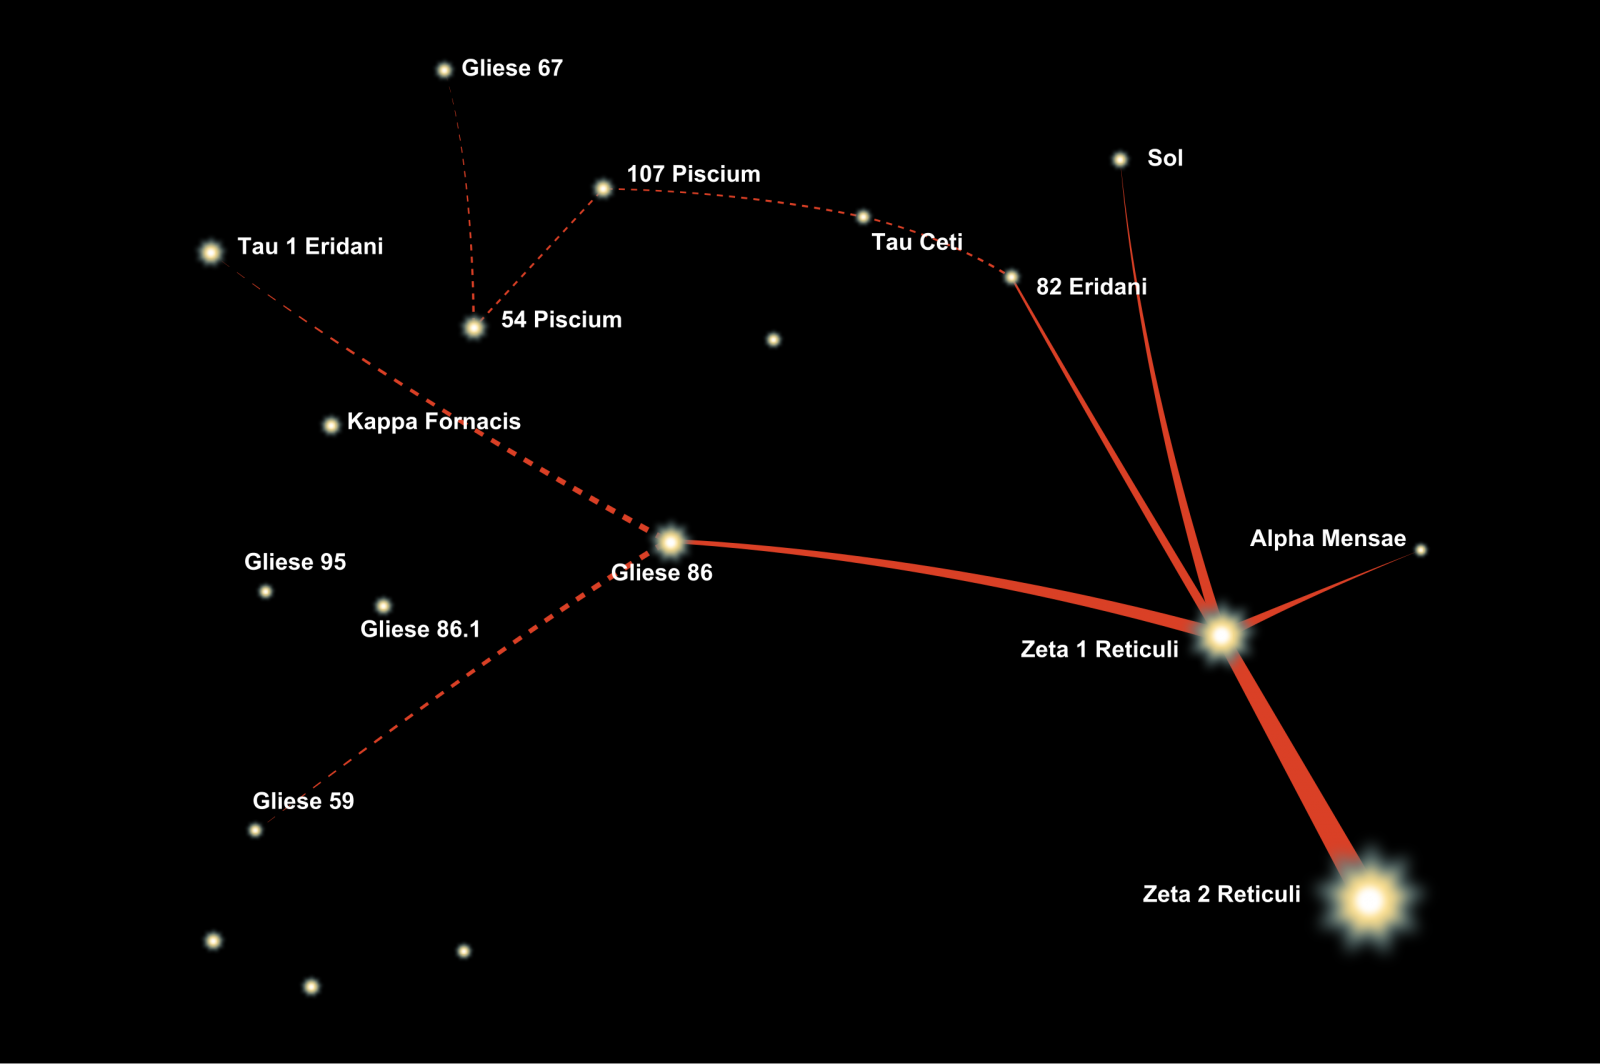 Gliese 67
Sol
107 Piscium
Tau Ceti
Tau 1 Eridani
82 Eridani
54 Piscium
Kappa Fornacis
Alpha Mensae
Gliese 95
Gliese 86
Gliese 86.1
Zeta 1 Reticuli
Gliese 59
Zeta 2 Reticuli